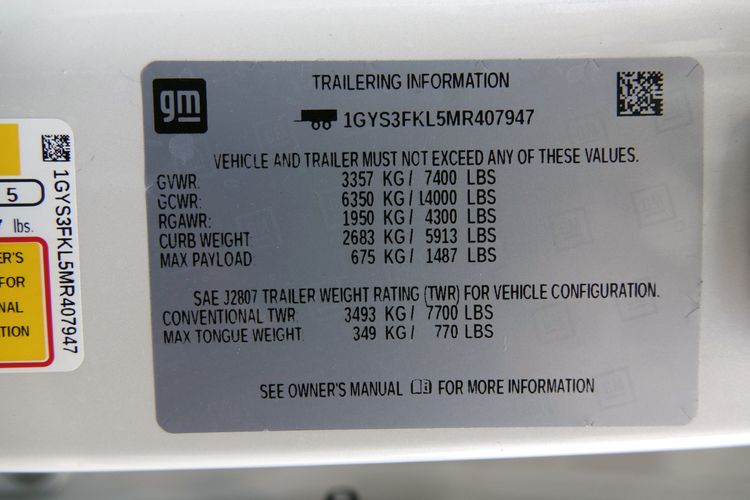 gm
TRAILERING INFORMATION
1GYS3FKL5MR407947
VEHICLE AND TRAILER MUST NOT EXCEED ANY OF THESE VALUES.
GVWR: 3357 KG / 7400 LBS
GCWR: 6350 KG / 14000 LBS
RGAWR: 1950 KG / 4300 LBS
CURB WEIGHT: 2683 KG / 5913 LBS
MAX PAYLOAD: 675 KG / 1487 LBS
SAE J2807 TRAILER WEIGHT RATING (TWR) FOR VEHICLE CONFIGURATION.
CONVENTIONAL TWR: 3493 KG / 7700 LBS
MAX TONGUE WEIGHT: 349 KG / 770 LBS
SEE OWNER'S MANUAL FOR MORE INFORMATION
1GYS3FKL5MR407947
5
lbs.
FOR